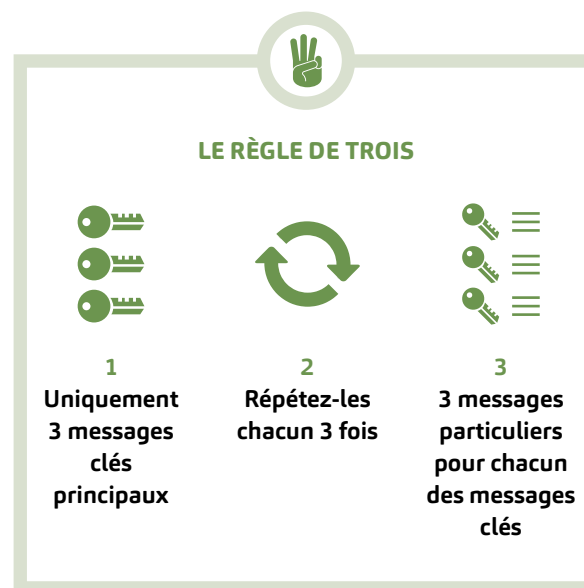 LE RÈGLE DE TROIS
1
Uniquement
3 messages
clés
principaux
2
Répétez-les
chacun 3 fois
3
3 messages
particuliers
pour chacun
des messages
clés